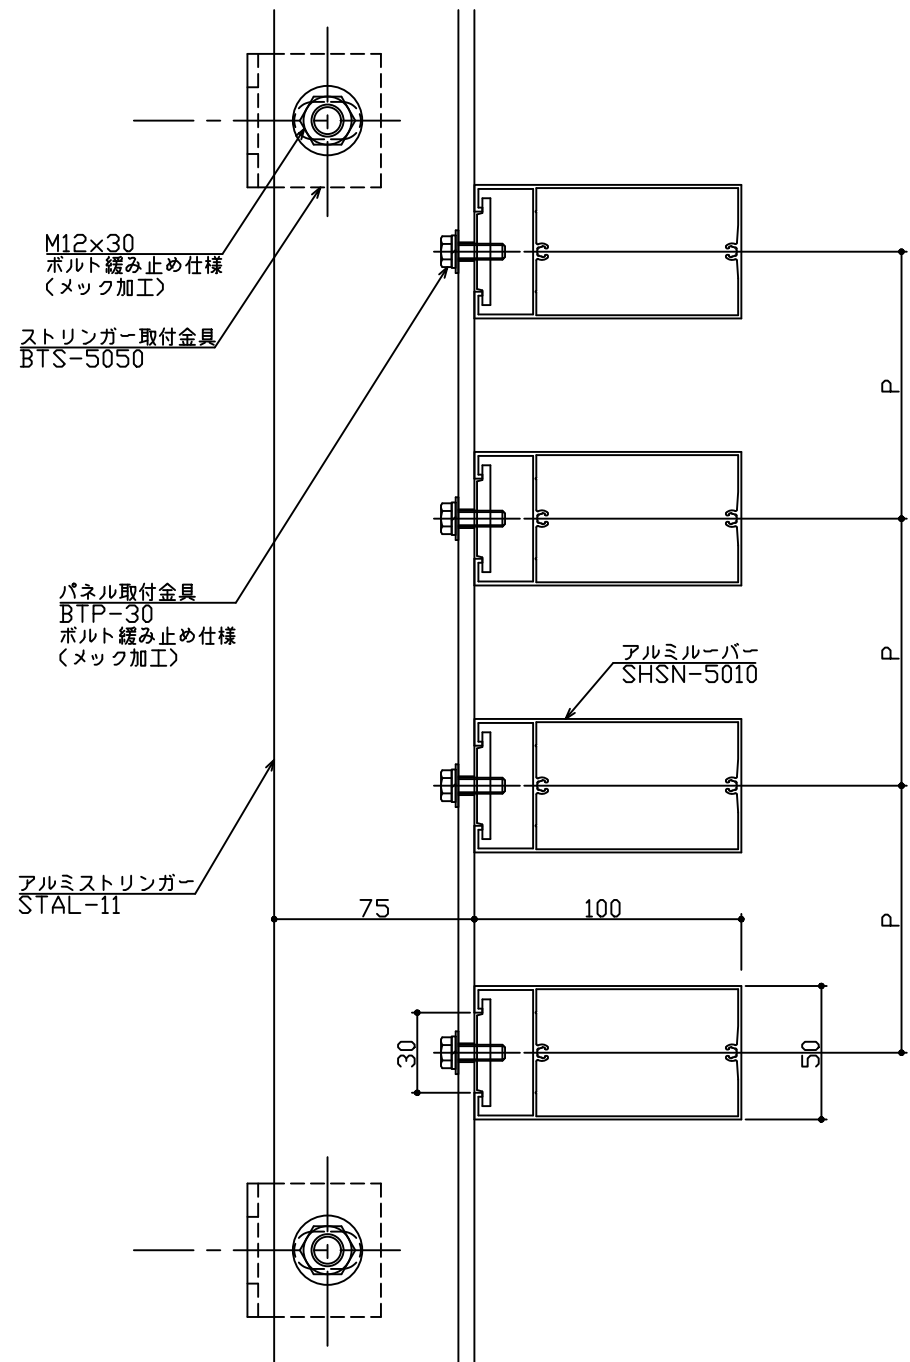 M12×30
ボルト緩み止め仕様
(メック加工)
ストリンガー取付金具
BTS-5050
P
パネル取付金具
BTP-30
ボルト緩み止め仕様
(メック加工)
アルミルーバー
SHSN-5010
P
アルミストリンガー
STAL-11
75
100
P
30
50